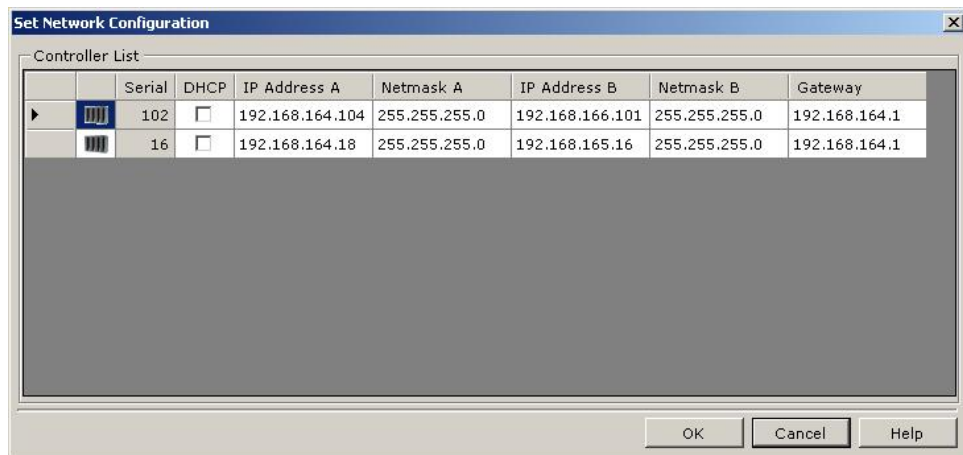 Set Network Configuration
Controller List
Serial DHCP IP Address A Netmask A IP Address B Netmask B Gateway
102 192.168.164.104 255.255.255.0 192.168.166.101 255.255.255.0 192.168.164.1
16 192.168.164.18 255.255.255.0 192.168.165.16 255.255.255.0 192.168.164.1
OK Cancel Help